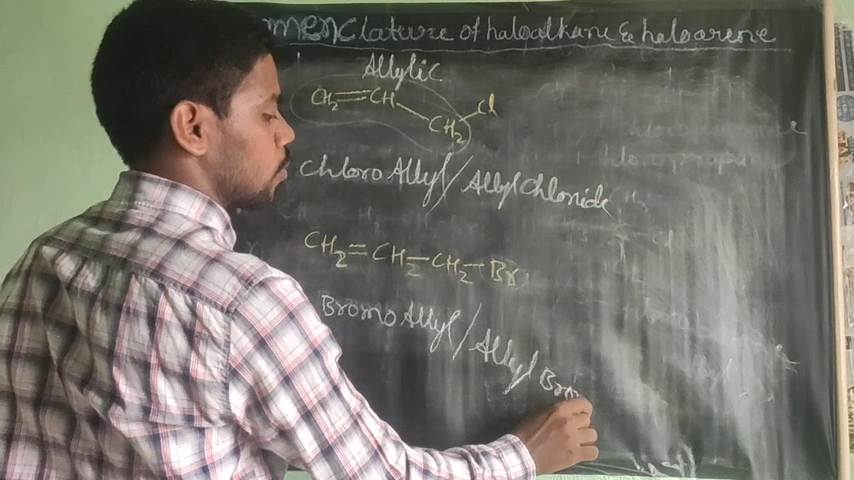 menclature of haloalkane & haloarene
Allylic
CH2=CH
CH2
Cl
Chloro Allyl/Allyl Chloride
CH2=CH2-CH2-Br
Bromo Allyl/Allyl Bro